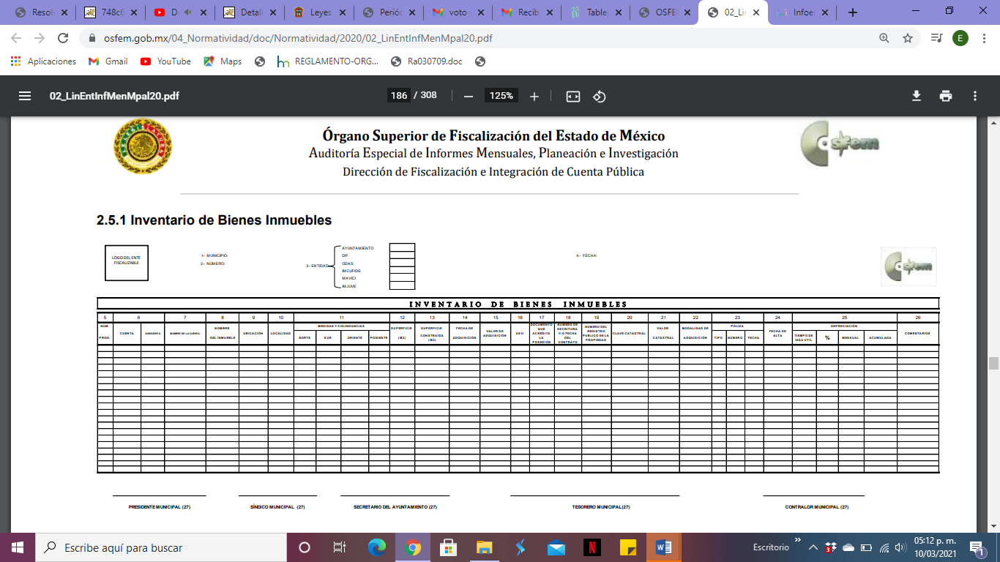 Resol
748c6
D
Detali
Leyes
Periód
voto
Recib
Tabler
OSFEI
02_Lir
Infoer
osfem.gob.mx/04_Normatividad/doc/Normatividad/2020/02_LinEntInfMenMpal20.pdf
E
Aplicaciones
Gmail
YouTube
Maps
REGLAMENTO-ORG...
Ra030709.doc
02_LinEntInfMenMpal20.pdf
186 / 308
125%
Órgano Superior de Fiscalización del Estado de México
Auditoría Especial de Informes Mensuales, Planeación e Investigación
Dirección de Fiscalización e Integración de Cuenta Pública
osfem
2.5.1 Inventario de Bienes Inmuebles
LOGO DEL ENTE
FISCALIZABLE
1.- MUNICIPIO:
2.- NÚMERO:
3.- ENTIDAD
AYUNTAMIENTO
DIF
ODAS
IMCUFIDE
MAVICI
IMJUVE
4.- FECHA:
osfem
INVENTARIO DE BIENES INMUEBLES
5 6 7 8 9 10 11 12 13 14 15 16 17 18 19 20 21 22 23 24 25 26
NÚM. PROG.
CUENTA
SUBCUENTA
NOMBRE DE LA CUENTA
NOMBRE DEL INMUEBLE
UBICACIÓN
LOCALIDAD
MEDIDAS Y COLINDANCIAS
NORTE SUR ORIENTE PONIENTE
SUPERFICIE (M2)
SUPERFICIE CONSTRUIDA (M2)
FECHA DE ADQUISICIÓN
VALOR DE ADQUISICIÓN
USO
DOCUMENTO QUE ACREDITA LA POSESIÓN
NÚMERO DE ESCRITURA Y/O FECHA DEL CONTRATO
NÚMERO DEL REGISTRO PUBLICO DE LA PROPIEDAD
CLAVE CATASTRAL
VALOR CATASTRAL
MODALIDAD DE ADQUISICIÓN
PÓLIZA
TIPO NÚMERO FECHA
FECHA DE ALTA
DEPRECIACIÓN
TIEMPO DE VIDA ÚTIL % MENSUAL ACUMULADA
COMENTARIOS
PRESIDENTE MUNICIPAL (27)
SÍNDICO MUNICIPAL (27)
SECRETARIO DEL AYUNTAMIENTO (27)
TESORERO MUNICIPAL(27)
CONTRALOR MUNICIPAL (27)
Escribe aquí para buscar
Escritorio
05:12 p. m.
10/03/2021